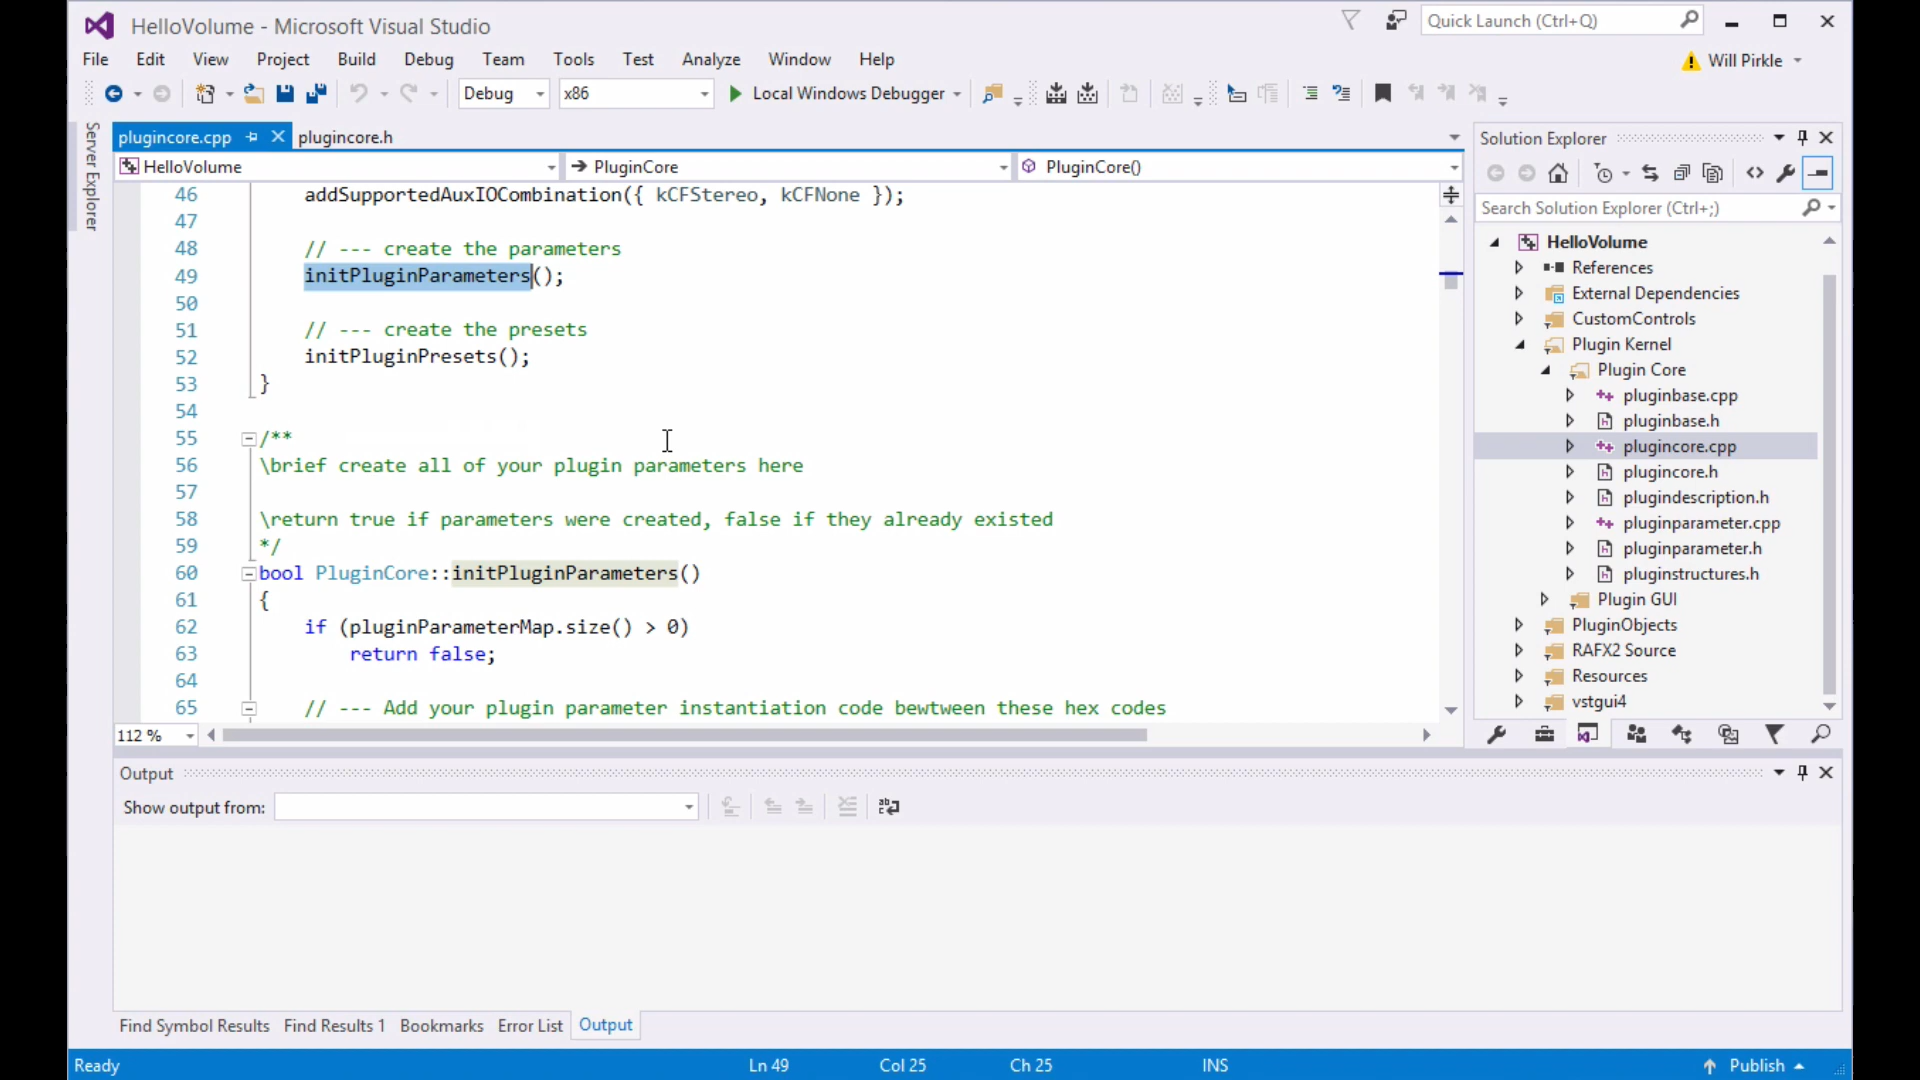 HelloVolume - Microsoft Visual Studio
Quick Launch (Ctrl+Q)
File Edit View Project Build Debug Team Tools Test Analyze Window Help
Will Pirkle
Debug x86 Local Windows Debugger
Server Explorer
plugincore.cpp plugincore.h
HelloVolume PluginCore PluginCore()
46 addSupportedAuxIOCombination({ kCFStereo, kCFNone });
47
48 // --- create the parameters
49 initPluginParameters();
50
51 // --- create the presets
52 initPluginPresets();
53 }
54
55 /**
56 \brief create all of your plugin parameters here
57
58 \return true if parameters were created, false if they already existed
59 */
60 bool PluginCore::initPluginParameters()
61 {
62 if (pluginParameterMap.size() > 0)
63 return false;
64
65 // --- Add your plugin parameter instantiation code bewtween these hex codes
112 %
Solution Explorer
Search Solution Explorer (Ctrl+;)
HelloVolume
References
External Dependencies
CustomControls
Plugin Kernel
Plugin Core
pluginbase.cpp
pluginbase.h
plugincore.cpp
plugincore.h
plugindescription.h
pluginparameter.cpp
pluginparameter.h
pluginstructures.h
Plugin GUI
PluginObjects
RAFX2 Source
Resources
vstgui4
Output
Show output from:
Find Symbol Results Find Results 1 Bookmarks Error List Output
Ready Ln 49 Col 25 Ch 25 INS Publish